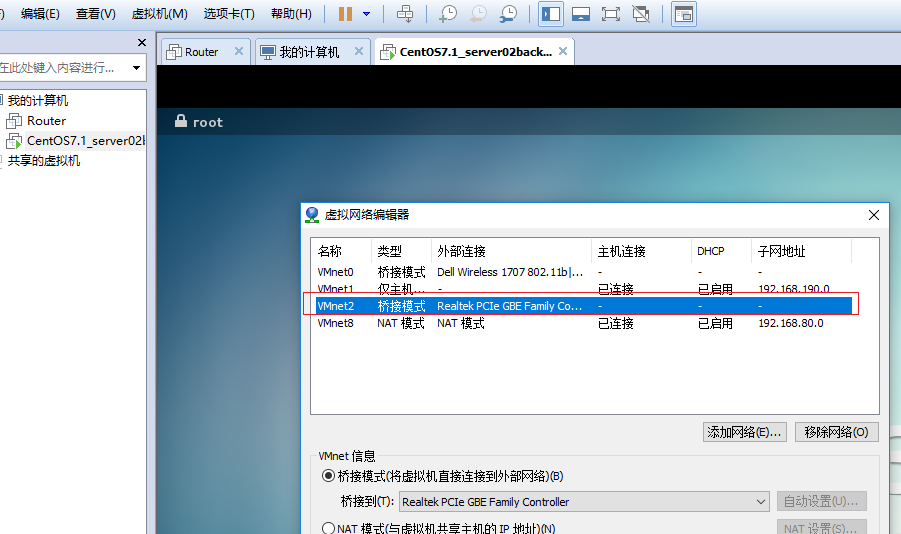 编辑(E) 查看(V) 虚拟机(M) 选项卡(T) 帮助(H)
在此处键入内容进行...
Router 我的计算机 CentOS7.1_server02back...
我的计算机
Router
CentOS7.1_server02b
共享的虚拟机
root
虚拟网络编辑器
名称 类型 外部连接 主机连接 DHCP 子网地址
VMnet0 桥接模式 Dell Wireless 1707 802.11b|... - - -
VMnet1 仅主机... - 已连接 已启用 192.168.190.0
VMnet2 桥接模式 Realtek PCIe GBE Family Co... - - -
VMnet8 NAT 模式 NAT 模式 已连接 已启用 192.168.80.0
添加网络(E)... 移除网络(O)
VMnet 信息
桥接模式(将虚拟机直接连接到外部网络)(B)
桥接到(T): Realtek PCIe GBE Family Controller 自动设置(U)...
NAT 模式(与虚拟机共享主机的 IP 地址)(N) NAT 设置(S)...